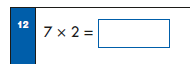 12
7 × 2 =